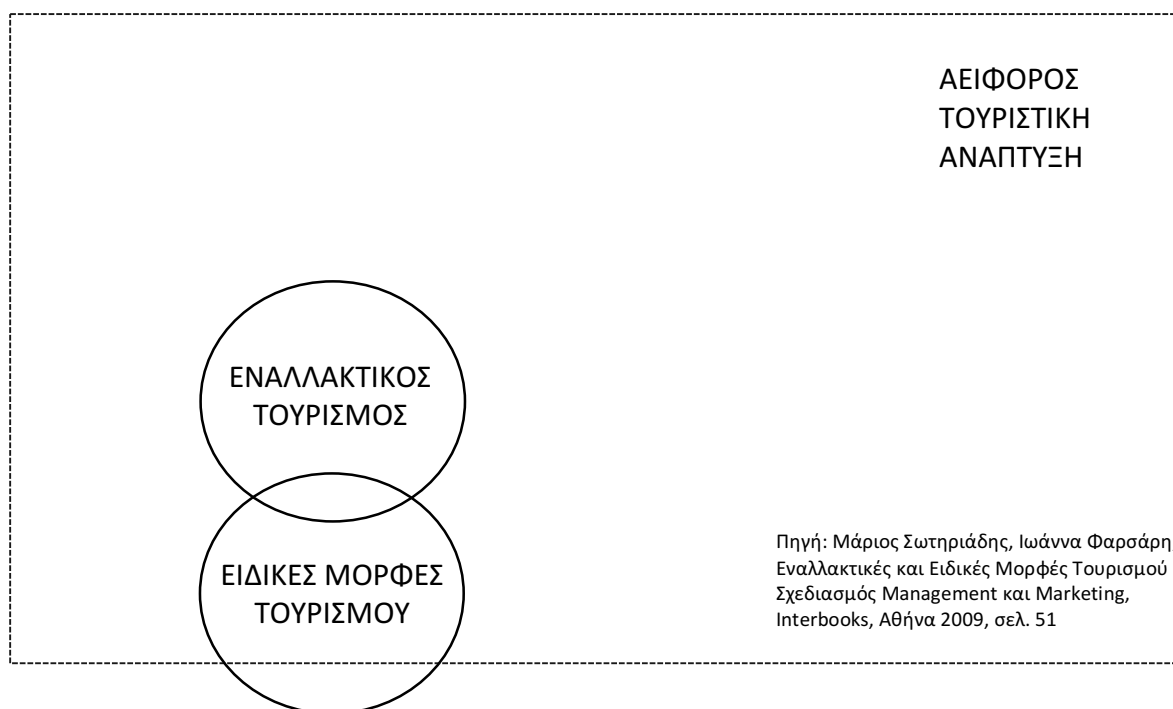 ΑΕΙΦΟΡΟΣ
ΤΟΥΡΙΣΤΙΚΗ
ΑΝΑΠΤΥΞΗ
ΕΝΑΛΛΑΚΤΙΚΟΣ
ΤΟΥΡΙΣΜΟΣ
ΕΙΔΙΚΕΣ ΜΟΡΦΕΣ
ΤΟΥΡΙΣΜΟΥ
Πηγή: Μάριος Σωτηριάδης, Ιωάννα Φαρσάρη
Εναλλακτικές και Ειδικές Μορφές Τουρισμού
Σχεδιασμός Management και Marketing,
Interbooks, Αθήνα 2009, σελ. 51